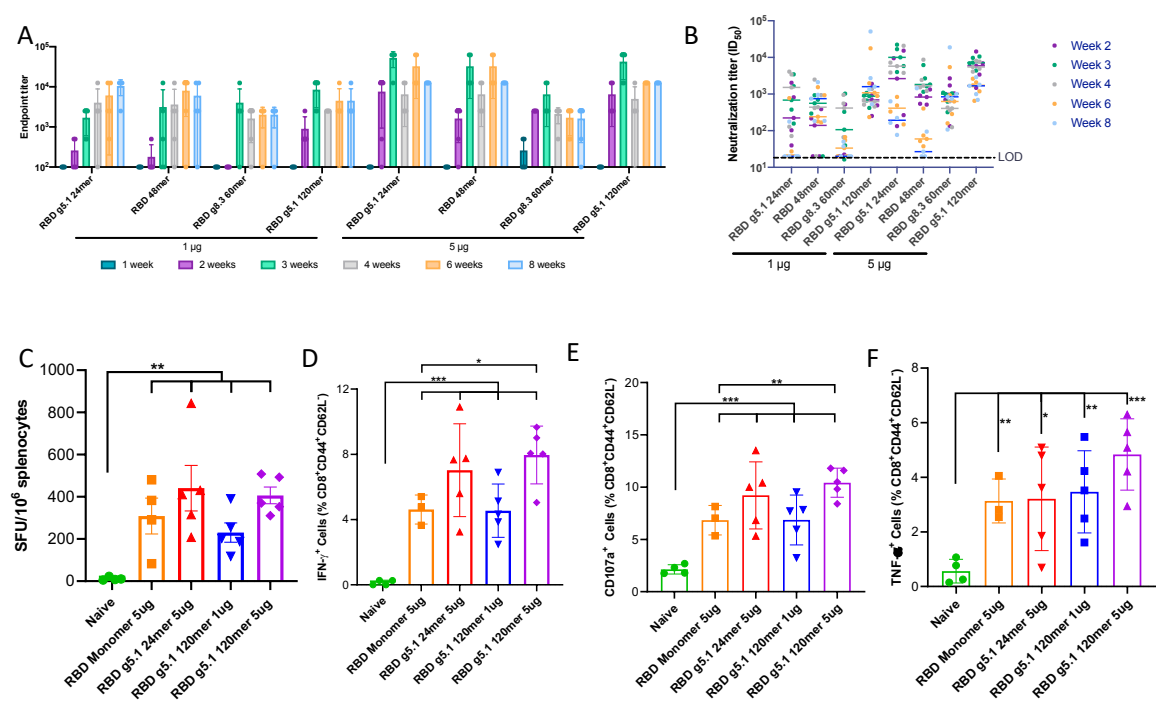 A
Endpoint titer
10⁵
10⁴
10³
10²
RBD g5.1 24mer
RBD 48mer
RBD g8.3 60mer
RBD g5.1 120mer
RBD g5.1 24mer
RBD 48mer
RBD g8.3 60mer
RBD g5.1 120mer
1 µg
5 µg
1 week
2 weeks
3 weeks
4 weeks
6 weeks
8 weeks
B
Neutralization titer (ID₅₀)
10⁵
10⁴
10³
10²
10¹
LOD
RBD g5.1 24mer
RBD 48mer
RBD g8.3 60mer
RBD g5.1 120mer
RBD g5.1 24mer
RBD 48mer
RBD g8.3 60mer
RBD g5.1 120mer
1 µg
5 µg
Week 2
Week 3
Week 4
Week 6
Week 8
C
SFU/10⁶ splenocytes
1000
800
600
400
200
0
**
Naive
RBD Monomer 5ug
RBD g5.1 24mer 5ug
RBD g5.1 120mer 1ug
RBD g5.1 120mer 5ug
D
IFN-γ⁺ Cells (% CD8⁺CD44⁺CD62L⁻)
12
8
4
0
*
***
Naive
RBD Monomer 5ug
RBD g5.1 24mer 5ug
RBD g5.1 120mer 1ug
RBD g5.1 120mer 5ug
E
CD107a⁺ Cells (% CD8⁺CD44⁺CD62L⁻)
20
15
10
5
0
**
***
Naive
RBD Monomer 5ug
RBD g5.1 24mer 5ug
RBD g5.1 120mer 1ug
RBD g5.1 120mer 5ug
F
TNF-⁺ Cells (% CD8⁺CD44⁺CD62L⁻)
8
6
4
2
0
**
*
**
***
Naive
RBD Monomer 5ug
RBD g5.1 24mer 5ug
RBD g5.1 120mer 1ug
RBD g5.1 120mer 5ug